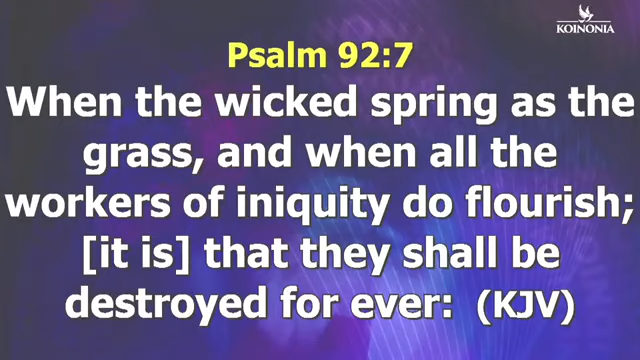 KOINONIA
Psalm 92:7
When the wicked spring as the
grass, and when all the
workers of iniquity do flourish;
[it is] that they shall be
destroyed for ever: (KJV)